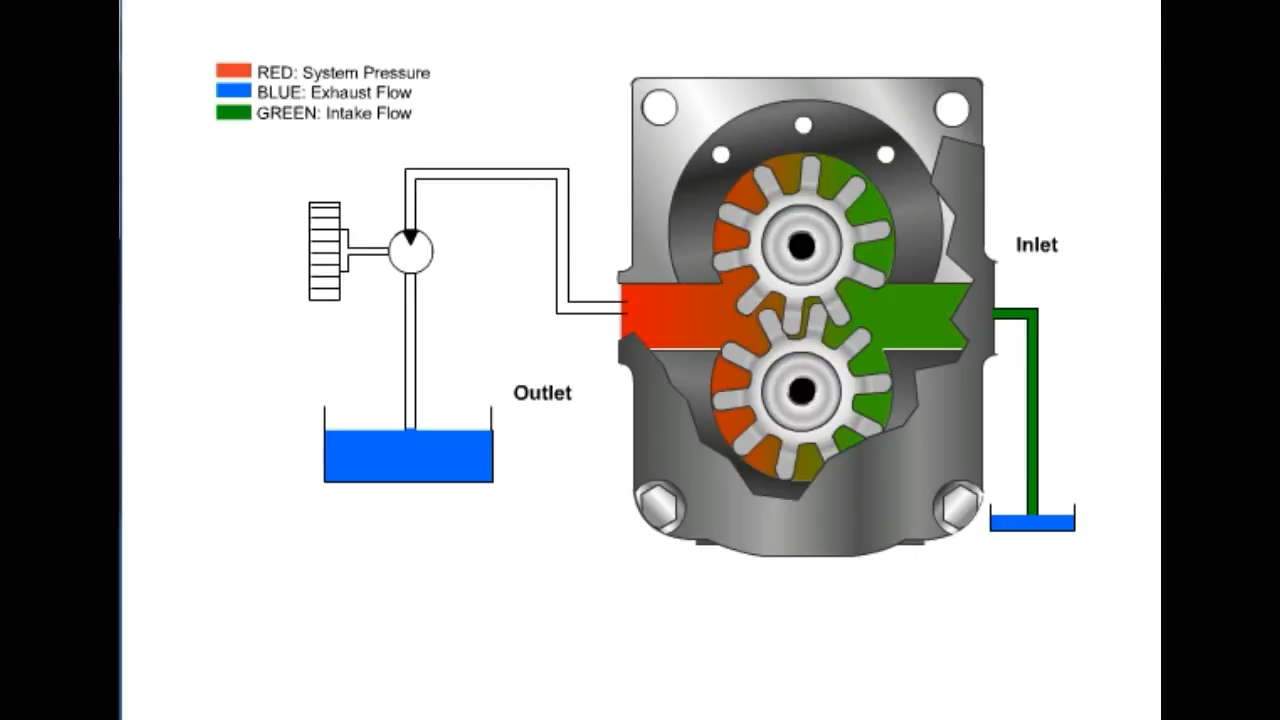 RED: System Pressure
BLUE: Exhaust Flow
GREEN: Intake Flow
Inlet
Outlet